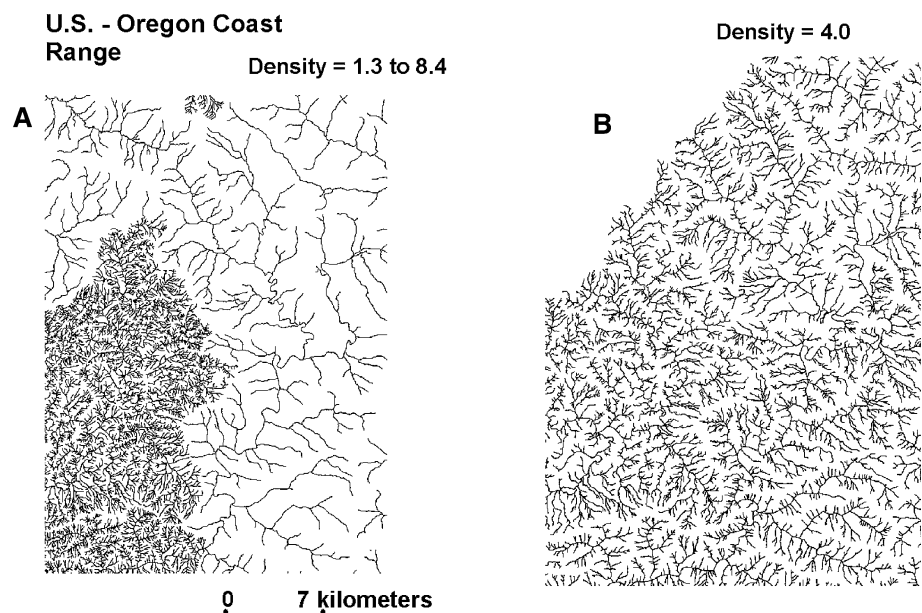 U.S. - Oregon Coast
Range
Density = 1.3 to 8.4
A
Density = 4.0
B
0 7 kilometers